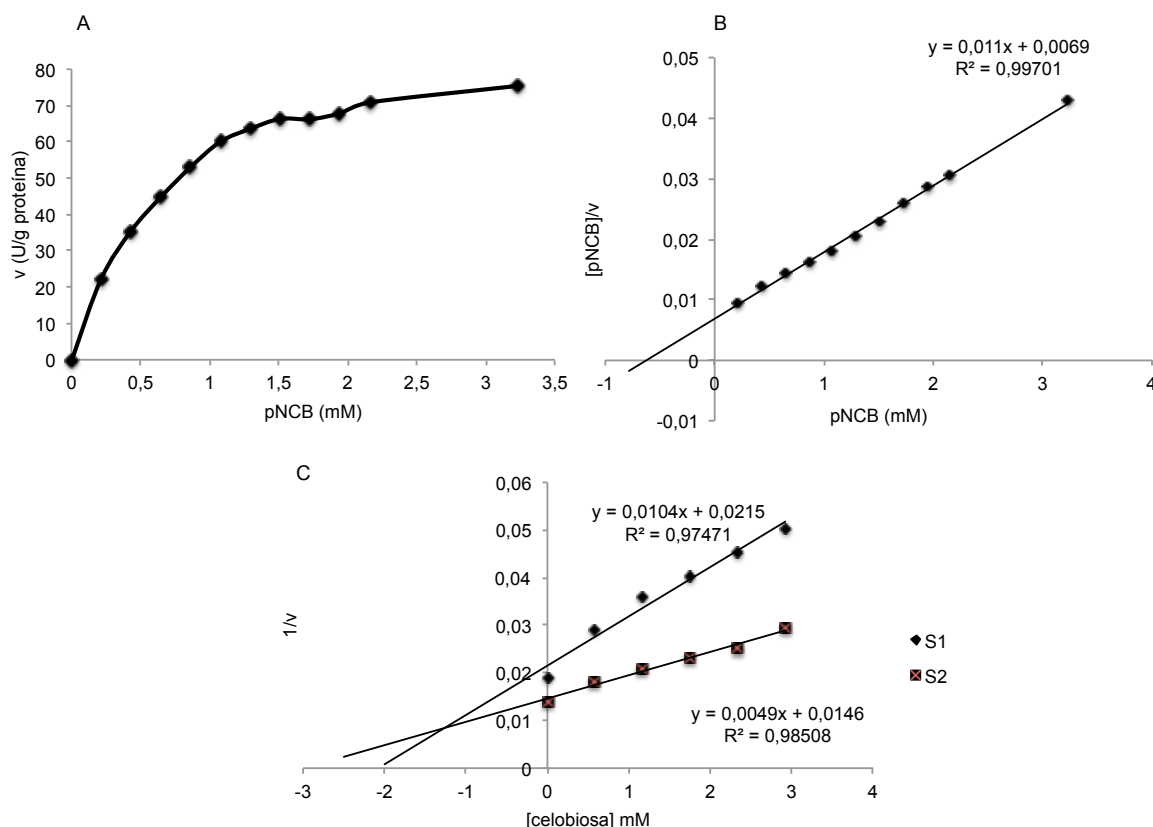 A
v (U/g proteína)
80
70
60
50
40
30
20
10
0
0 0,5 1 1,5 2 2,5 3 3,5
pNCB (mM)
B
y = 0,011x + 0,0069
R² = 0,99701
[pNCB]/v
0,05
0,04
0,03
0,02
0,01
0
-0,01
-1 0 1 2 3 4
pNCB (mM)
C
y = 0,0104x + 0,0215
R² = 0,97471
1/v
0,06
0,05
0,04
0,03
0,02
0,01
0
S1
S2
y = 0,0049x + 0,0146
R² = 0,98508
-3 -2 -1 0 1 2 3 4
[celobiosa] mM